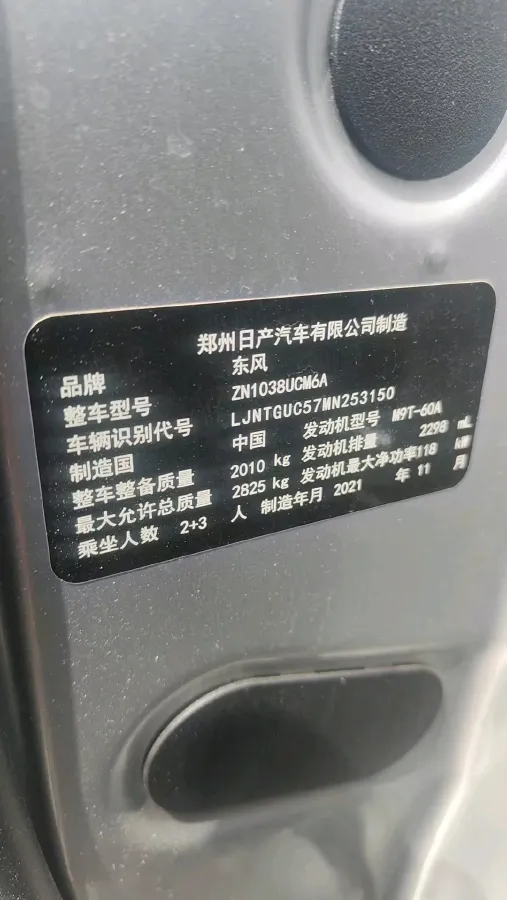 郑州日产汽车有限公司制造
品牌 东风
整车型号 ZN1038UCM6A
车辆识别代号 LJNTGUC57MN253150
制造国 中国 发动机型号 M9T-60A
整车整备质量 2010 kg 发动机排量 2298 mL
最大允许总质量 2825 kg 发动机最大净功率118 kW
乘坐人数 2+3 人 制造年月 2021 年 11 月